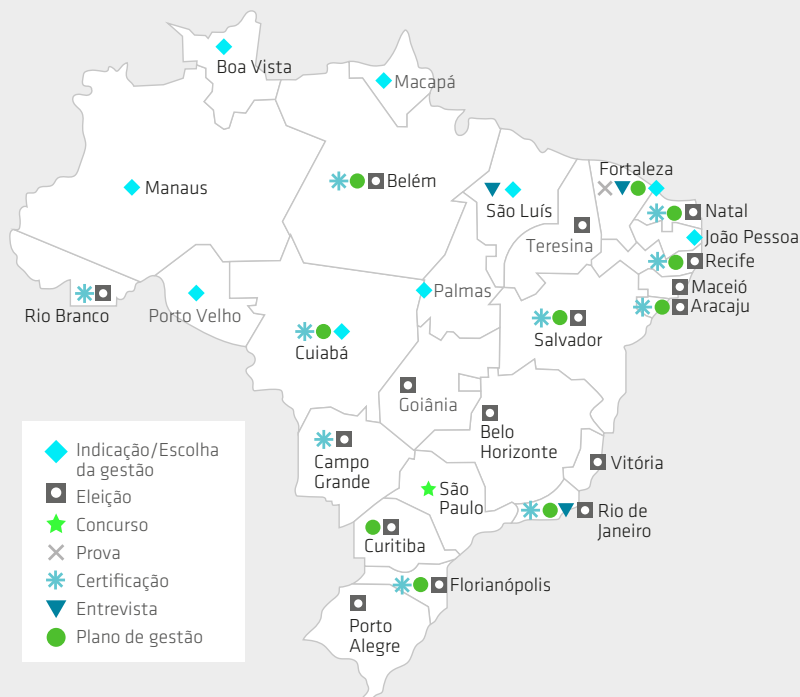 Boa Vista
Macapá
Fortaleza
Manaus
Belém
São Luís
Natal
Teresina
João Pessoa
Recife
Maceió
Palmas
Aracaju
Rio Branco
Porto Velho
Cuiabá
Salvador
Goiânia
Belo
Horizonte
Indicação/Escolha
da gestão
Eleição
Concurso
Prova
Certificação
Entrevista
Plano de gestão
Campo
Grande
Vitória
São
Paulo
Rio de
Janeiro
Curitiba
Florianópolis
Porto
Alegre